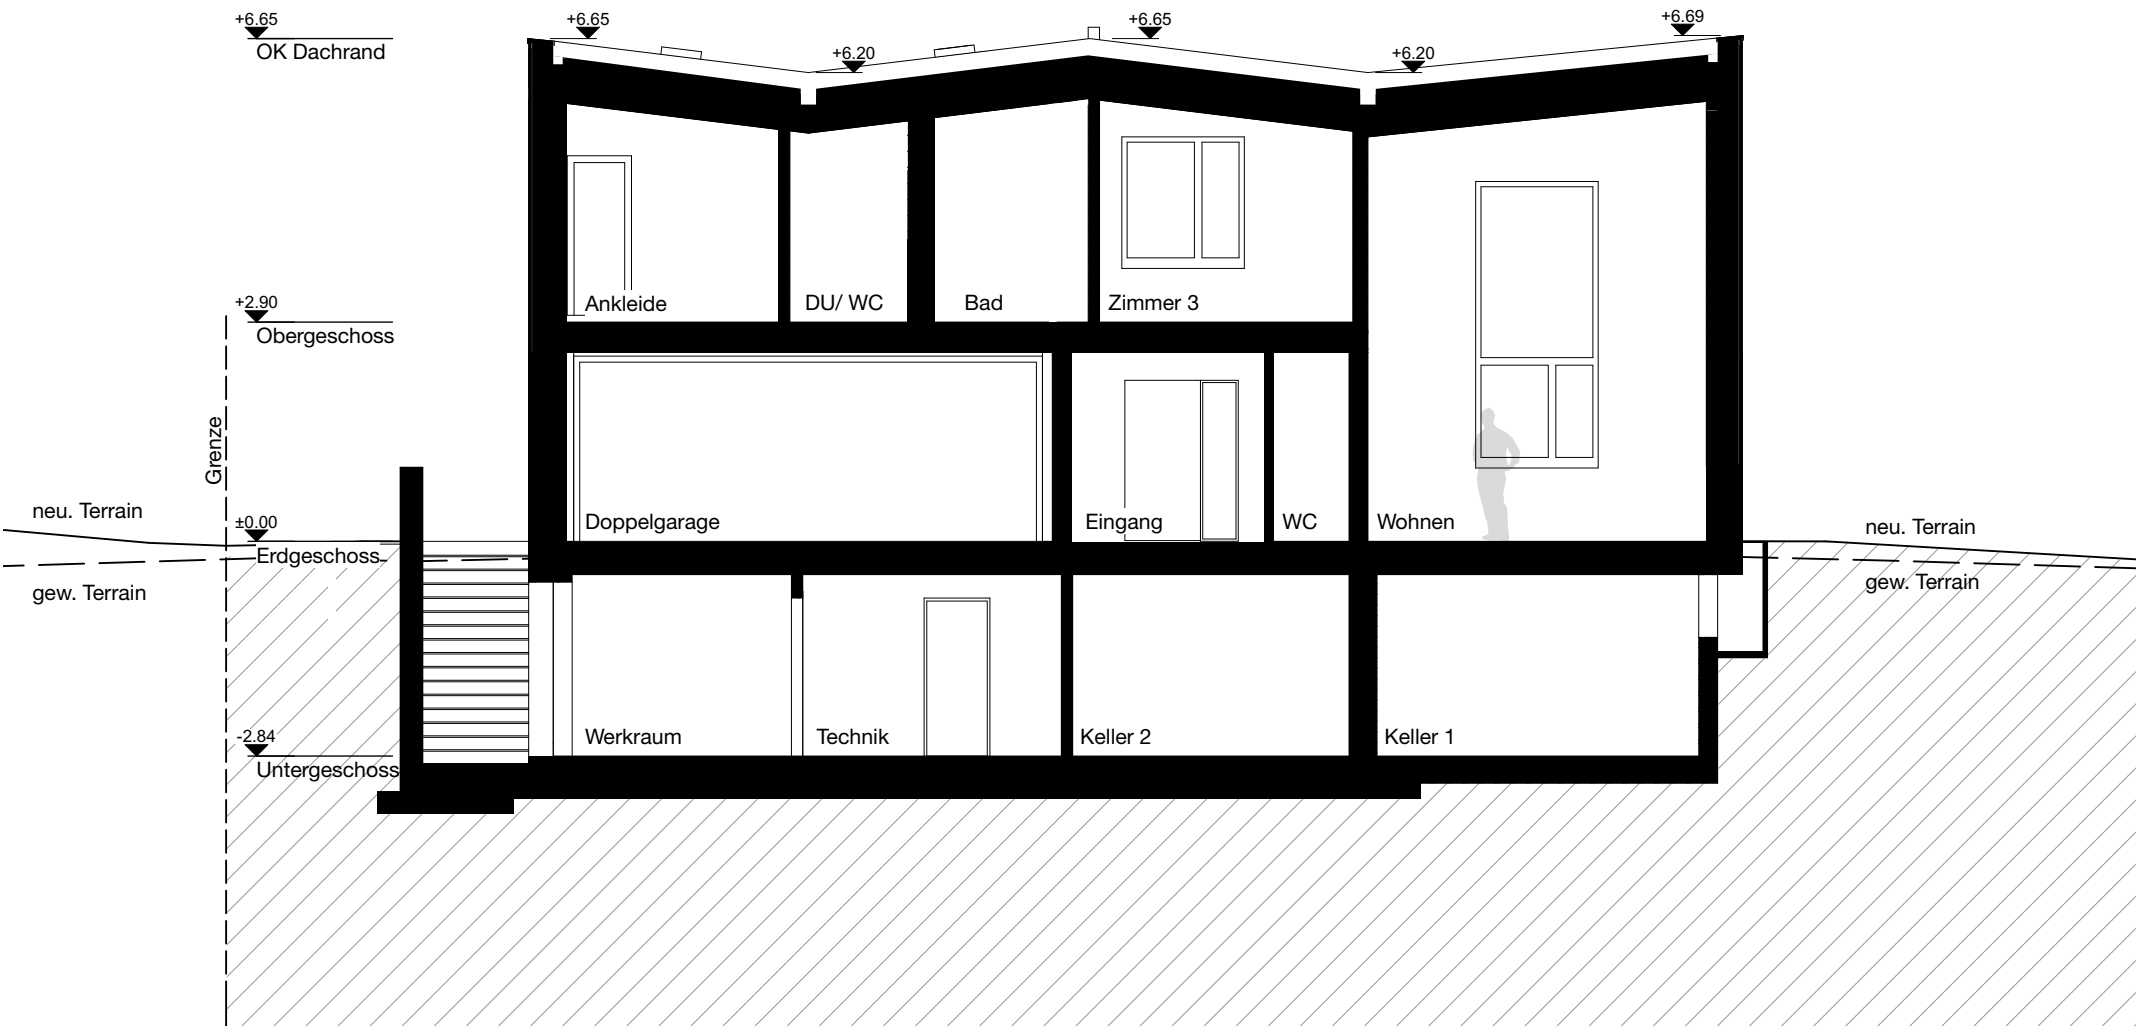 +6.65
+6.65
+6.65
+6.69
OK Dachrand
+6.20
+6.20
+2.90
Ankleide
DU/ WC
Bad
Zimmer 3
Obergeschoss
Grenze
neu. Terrain
±0.00
Doppelgarage
Eingang
WC
Wohnen
neu. Terrain
Erdgeschoss
gew. Terrain
gew. Terrain
-2.84
Werkraum
Technik
Keller 2
Keller 1
Untergeschoss